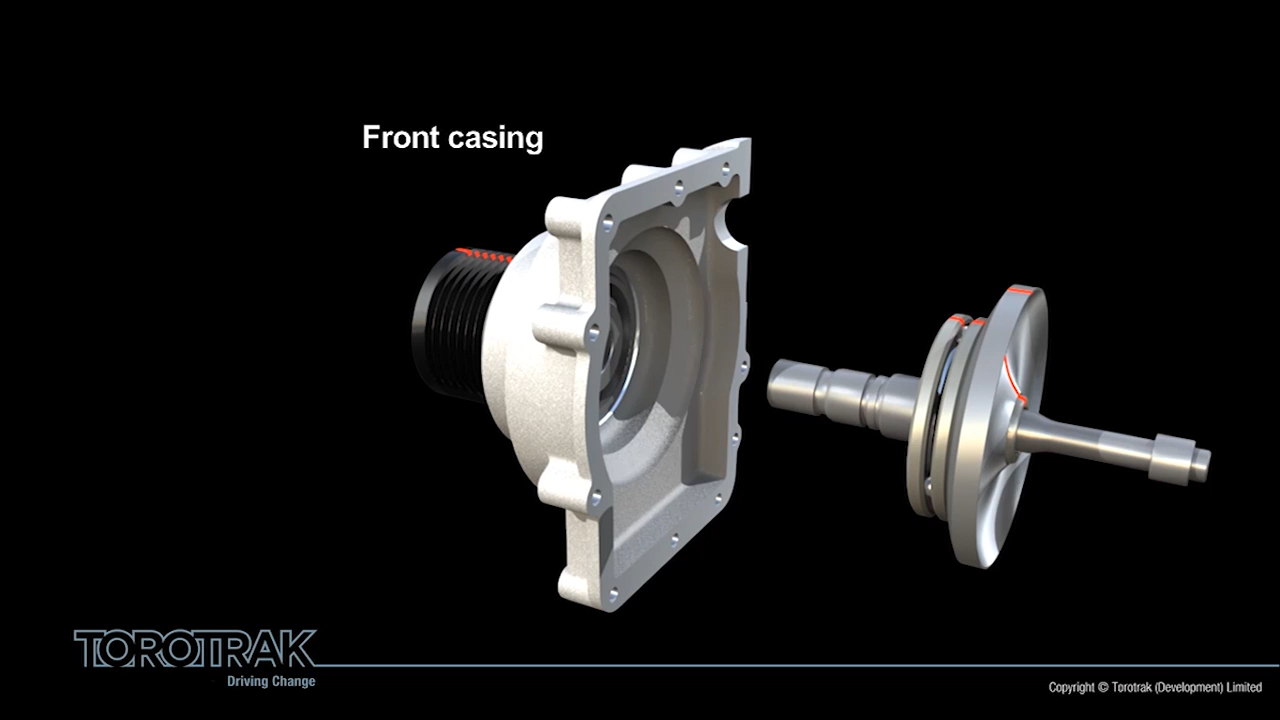 Front casing
TOROTRAK
Driving Change
Copyright © Torotrak (Development) Limited